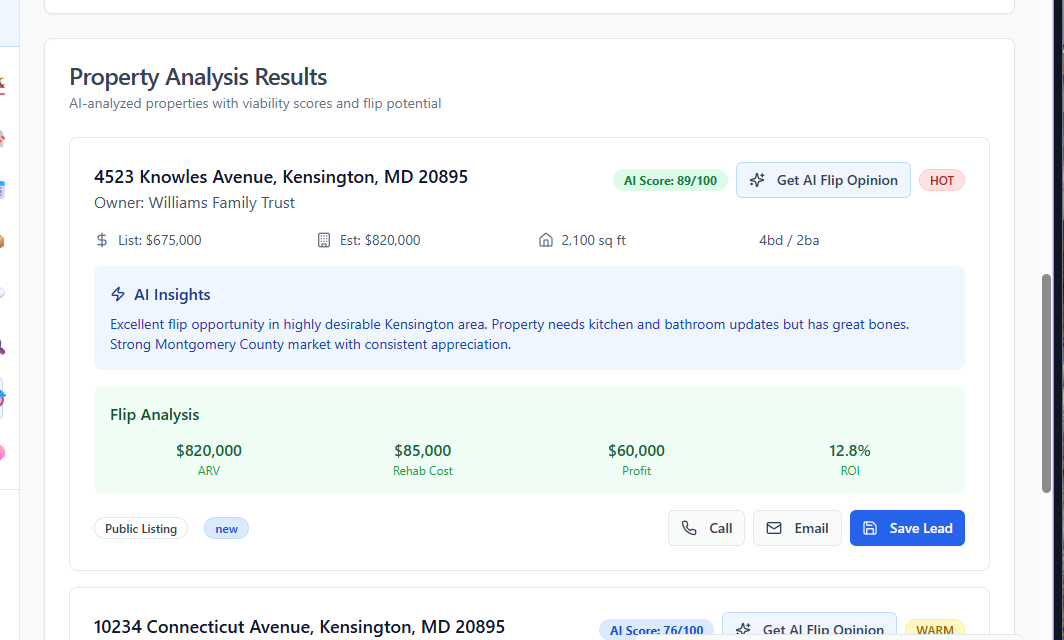 Property Analysis Results
AI-analyzed properties with viability scores and flip potential
4523 Knowles Avenue, Kensington, MD 20895
AI Score: 89/100
Get AI Flip Opinion
HOT
Owner: Williams Family Trust
List: $675,000
Est: $820,000
2,100 sq ft
4bd / 2ba
AI Insights
Excellent flip opportunity in highly desirable Kensington area. Property needs kitchen and bathroom updates but has great bones.
Strong Montgomery County market with consistent appreciation.
Flip Analysis
$820,000
ARV
$85,000
Rehab Cost
$60,000
Profit
12.8%
ROI
Public Listing
new
Call
Email
Save Lead
10234 Connecticut Avenue, Kensington, MD 20895
AI Score: 76/100
Get AI Flip Opinion
WARM